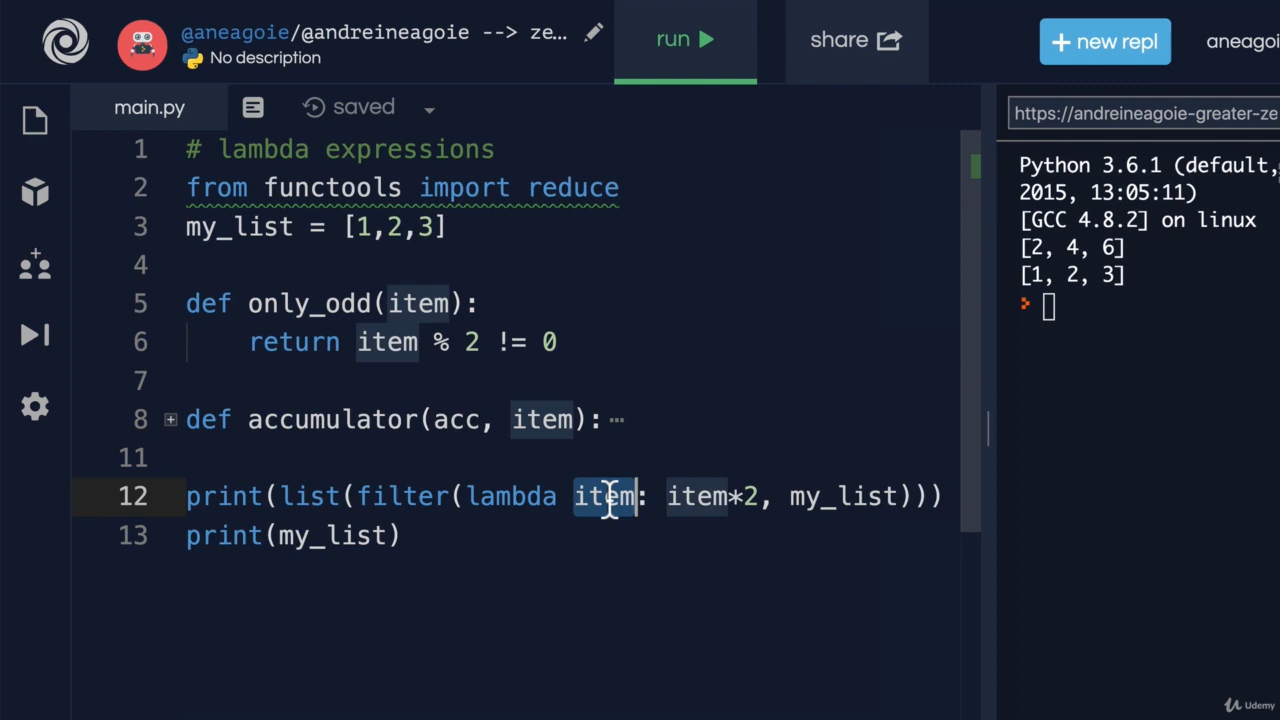 @aneagoie/@andreineagoie --> ze...
No description
run
share
+ new repl
aneagoi
main.py
saved
https://andreineagoie-greater-ze
1 # lambda expressions
2 from functools import reduce
3 my_list = [1,2,3]
4
5 def only_odd(item):
6 return item % 2 != 0
7
8 def accumulator(acc, item):
11
12 print(list(filter(lambda item: item*2, my_list)))
13 print(my_list)
Python 3.6.1 (default,
2015, 13:05:11)
[GCC 4.8.2] on linux
[2, 4, 6]
[1, 2, 3]
Udemy